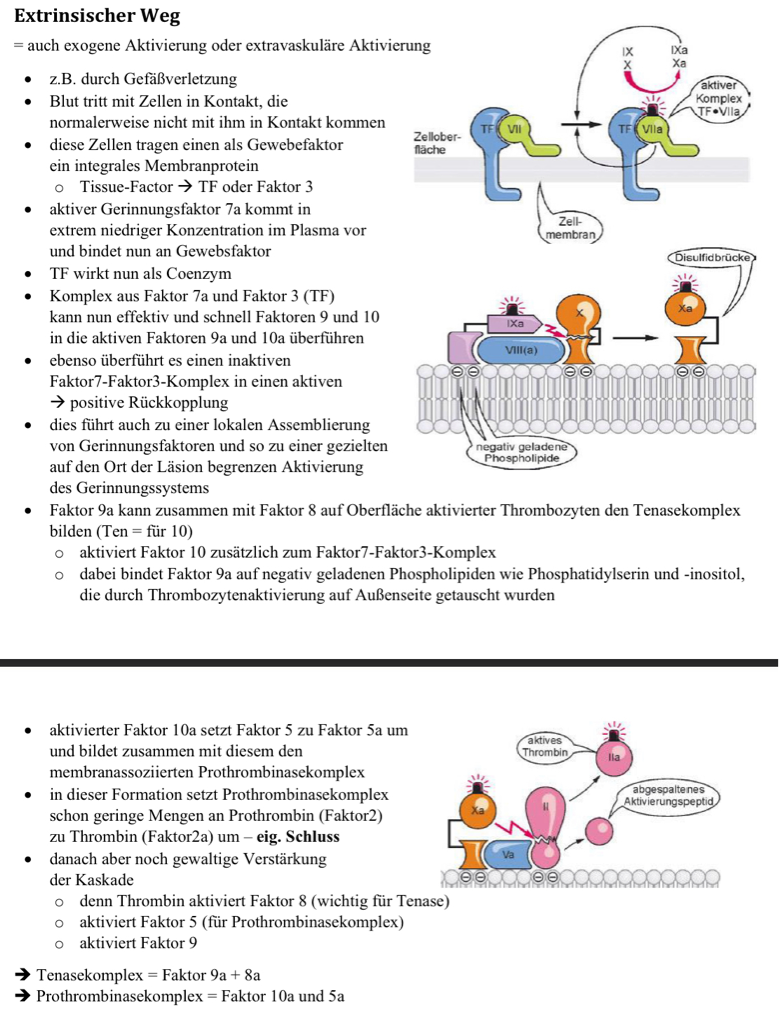 Extrinsischer Weg
= auch exogene Aktivierung oder extravaskuläre Aktivierung
• z.B. durch Gefäßverletzung
• Blut tritt mit Zellen in Kontakt, die
normalerweise nicht mit ihm in Kontakt kommen
• diese Zellen tragen einen als Gewebefaktor
ein integrales Membranprotein
o Tissue-Factor → TF oder Faktor 3
• aktiver Gerinnungsfaktor 7a kommt in
extrem niedriger Konzentration im Plasma vor
und bindet nun an Gewebsfaktor
• TF wirkt nun als Coenzym
• Komplex aus Faktor 7a und Faktor 3 (TF)
kann nun effektiv und schnell Faktoren 9 und 10
in die aktiven Faktoren 9a und 10a überführen
• ebenso überführt es einen inaktiven
Faktor7-Faktor3-Komplex in einen aktiven
→ positive Rückkopplung
• dies führt auch zu einer lokalen Assemblierung
von Gerinnungsfaktoren und so zu einer gezielten
auf den Ort der Läsion begrenzen Aktivierung
des Gerinnungssystems
• Faktor 9a kann zusammen mit Faktor 8 auf Oberfläche aktivierter Thrombozyten den Tenasekomplex
bilden (Ten = für 10)
o aktiviert Faktor 10 zusätzlich zum Faktor7-Faktor3-Komplex
o dabei bindet Faktor 9a auf negativ geladenen Phospholipiden wie Phosphatidylserin und -inositol,
die durch Thrombozytenaktivierung auf Außenseite getauscht wurden
IX IXa
X Xa
aktiver
Komplex
TF•VIIa
TF VII
TF VIIa
Zellober-
fläche
Zell-
membran
Disulfidbrücke
IXa
X
Xa
VIII(a)
negativ geladene
Phospholipide
• aktivierter Faktor 10a setzt Faktor 5 zu Faktor 5a um
und bildet zusammen mit diesem den
membranassoziierten Prothrombinasekomplex
• in dieser Formation setzt Prothrombinasekomplex
schon geringe Mengen an Prothrombin (Faktor2)
zu Thrombin (Faktor2a) um – eig. Schluss
• danach aber noch gewaltige Verstärkung
der Kaskade
o denn Thrombin aktiviert Faktor 8 (wichtig für Tenase)
o aktiviert Faktor 5 (für Prothrombinasekomplex)
o aktiviert Faktor 9
➔ Tenasekomplex = Faktor 9a + 8a
➔ Prothrombinasekomplex = Faktor 10a und 5a
aktives
Thrombin
IIa
abgespaltenes
Aktivierungspeptid
Xa
II
Va